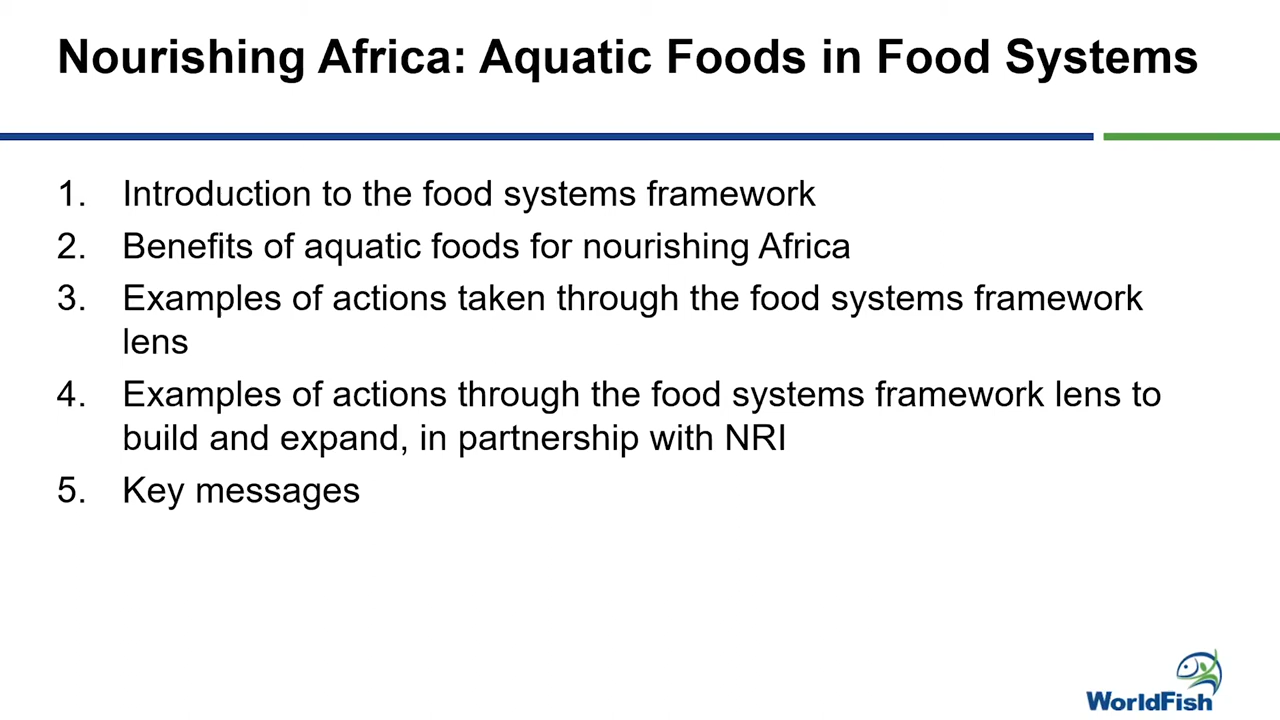 Nourishing Africa: Aquatic Foods in Food Systems
1. Introduction to the food systems framework
2. Benefits of aquatic foods for nourishing Africa
3. Examples of actions taken through the food systems framework
lens
4. Examples of actions through the food systems framework lens to
build and expand, in partnership with NRI
5. Key messages
WorldFish